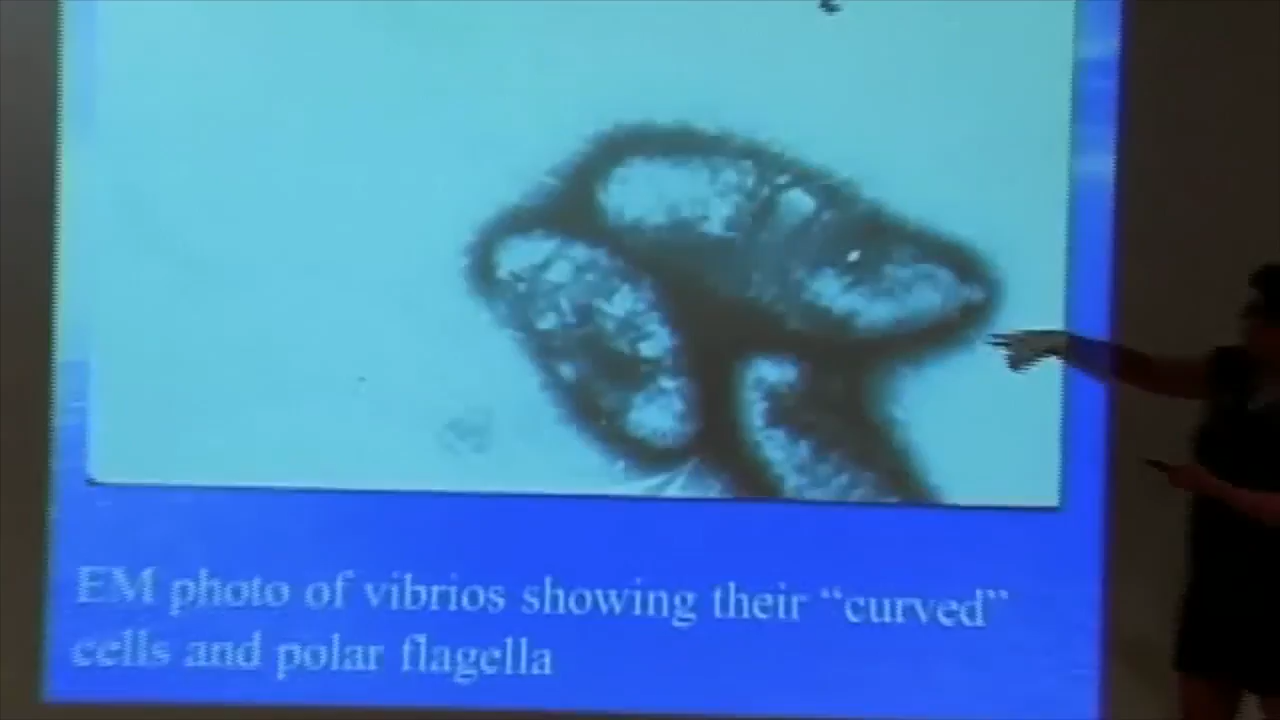 EM photo of vibrios showing their “curved”
cells and polar flagella